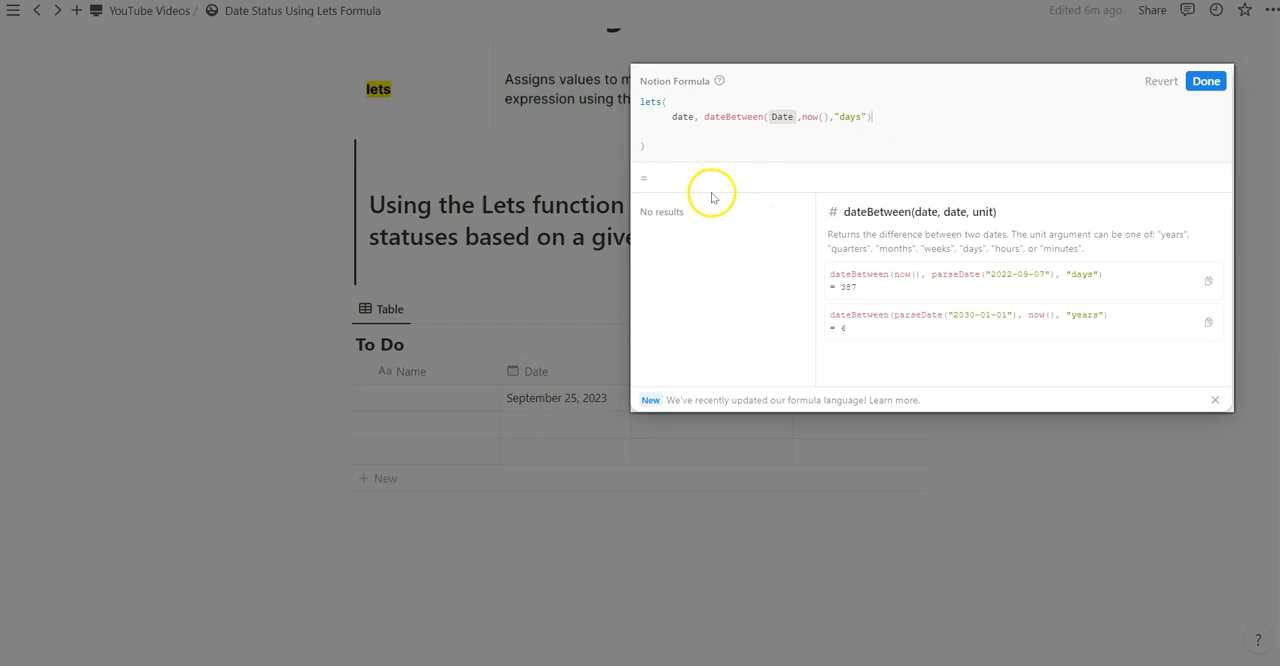 YouTube Videos / Date Status Using Lets Formula
Edited 6m ago Share
lets
Assigns values to m
expression using th
Using the Lets function
statuses based on a give
Table
To Do
Aa Name Date
September 25, 2023
+ New
Notion Formula
Revert Done
lets(
date, dateBetween( Date ,now(),"days")
)
=
No results
# dateBetween(date, date, unit)
Returns the difference between two dates. The unit argument can be one of: "years",
"quarters", "months", "weeks", "days", "hours", or "minutes".
dateBetween(now(), parseDate("2022-09-07"), "days")
= 387
dateBetween(parseDate("2030-01-01"), now(), "years")
= 6
New We've recently updated our formula language! Learn more.
?